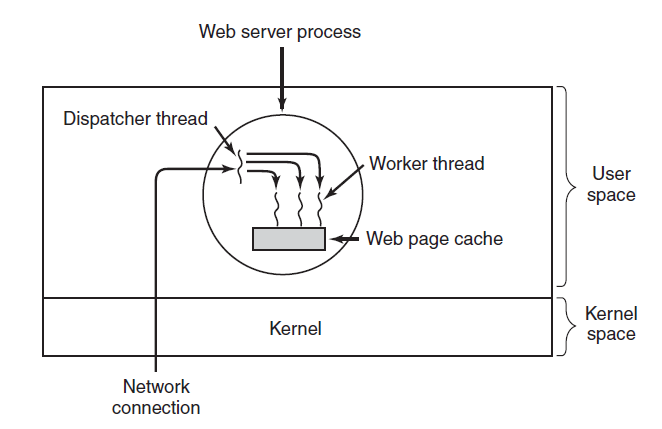 Web server process
Dispatcher thread
Worker thread
User
space
Web page cache
Kernel
Kernel
space
Network
connection